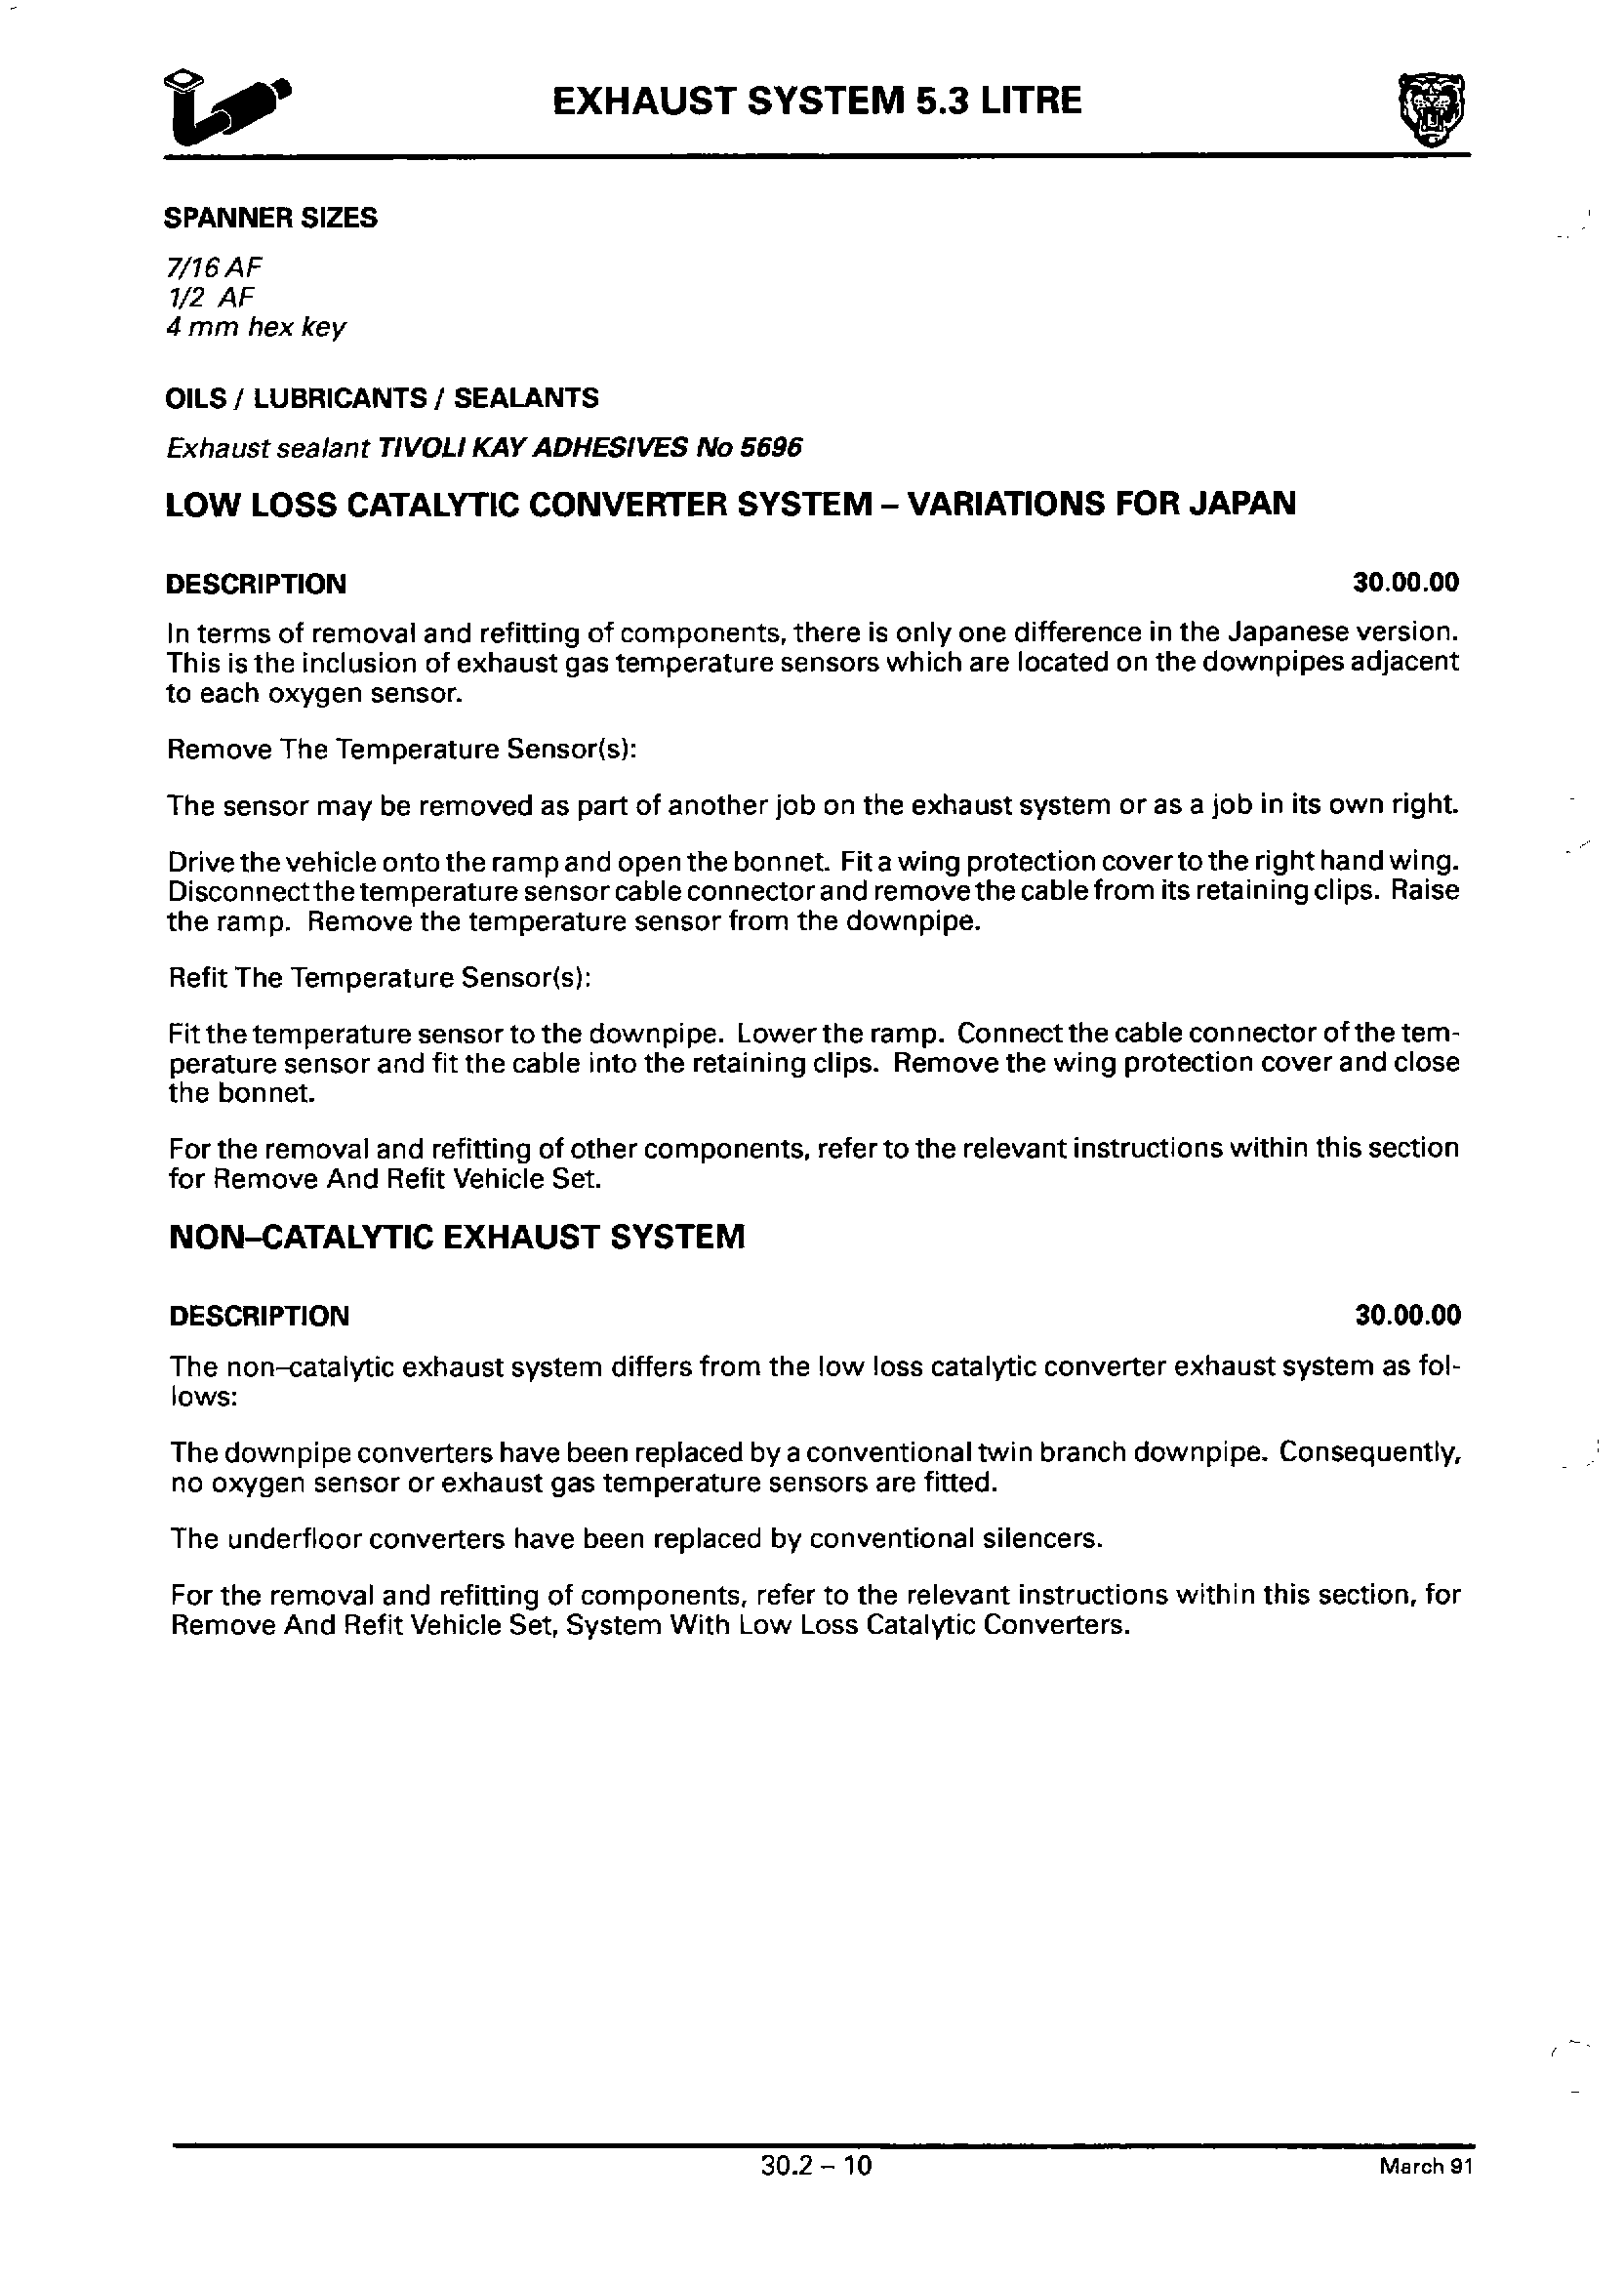 EXHAUST SYSTEM 5.3 LITRE
SPANNER SIZES
7/16 AF
1/2 AF
4 mm hex key
OILS / LUBRICANTS / SEALANTS
Exhaust sealant TIVOLI KAY ADHESIVES No 5696
LOW LOSS CATALYTIC CONVERTER SYSTEM – VARIATIONS FOR JAPAN
DESCRIPTION 30.00.00
In terms of removal and refitting of components, there is only one difference in the Japanese version.
This is the inclusion of exhaust gas temperature sensors which are located on the downpipes adjacent
to each oxygen sensor.
Remove The Temperature Sensor(s):
The sensor may be removed as part of another job on the exhaust system or as a job in its own right.
Drive the vehicle onto the ramp and open the bonnet. Fit a wing protection cover to the right hand wing.
Disconnect the temperature sensor cable connector and remove the cable from its retaining clips. Raise
the ramp. Remove the temperature sensor from the downpipe.
Refit The Temperature Sensor(s):
Fit the temperature sensor to the downpipe. Lower the ramp. Connect the cable connector of the tem-
perature sensor and fit the cable into the retaining clips. Remove the wing protection cover and close
the bonnet.
For the removal and refitting of other components, refer to the relevant instructions within this section
for Remove And Refit Vehicle Set.
NON–CATALYTIC EXHAUST SYSTEM
DESCRIPTION 30.00.00
The non–catalytic exhaust system differs from the low loss catalytic converter exhaust system as fol-
lows:
The downpipe converters have been replaced by a conventional twin branch downpipe. Consequently,
no oxygen sensor or exhaust gas temperature sensors are fitted.
The underfloor converters have been replaced by conventional silencers.
For the removal and refitting of components, refer to the relevant instructions within this section, for
Remove And Refit Vehicle Set, System With Low Loss Catalytic Converters.
30.2 – 10 March 91